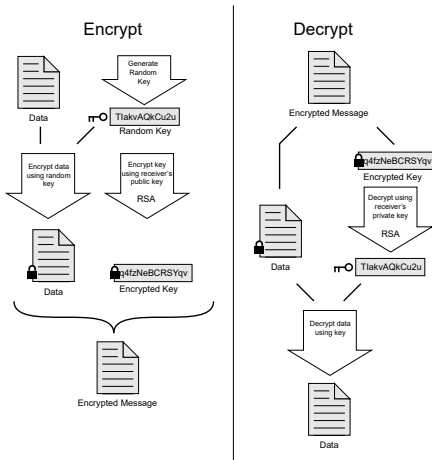 Encrypt
Generate
Random
Key
Data
TIakvAQkCu2u
Random Key
Encrypt data
using random
key
Encrypt key
using receiver's
public key
RSA
Data
q4fzNeBCRSYqv
Encrypted Key
Encrypted Message
Decrypt
Encrypted Message
q4fzNeBCRSYqv
Encrypted Key
Decrypt using
receiver's
private key
RSA
Data
TIakvAQkCu2u
Decrypt data
using key
Data